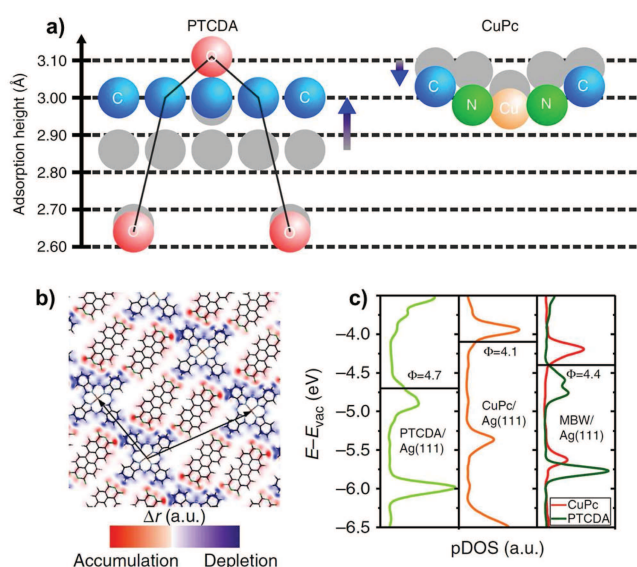 a)
PTCDA
CuPc
Adsorption height (Å)
3.10
3.00
2.90
2.80
2.70
2.60
O
C
C
C
O
O
C
N
Cu
N
C
b)
Δr (a.u.)
Accumulation
Depletion
c)
E–Evac (eV)
−4.0
−4.5
−5.0
−5.5
−6.0
−6.5
Φ=4.7
PTCDA/
Ag(111)
Φ=4.1
CuPc/
Ag(111)
Φ=4.4
MBW/
Ag(111)
CuPc
PTCDA
pDOS (a.u.)